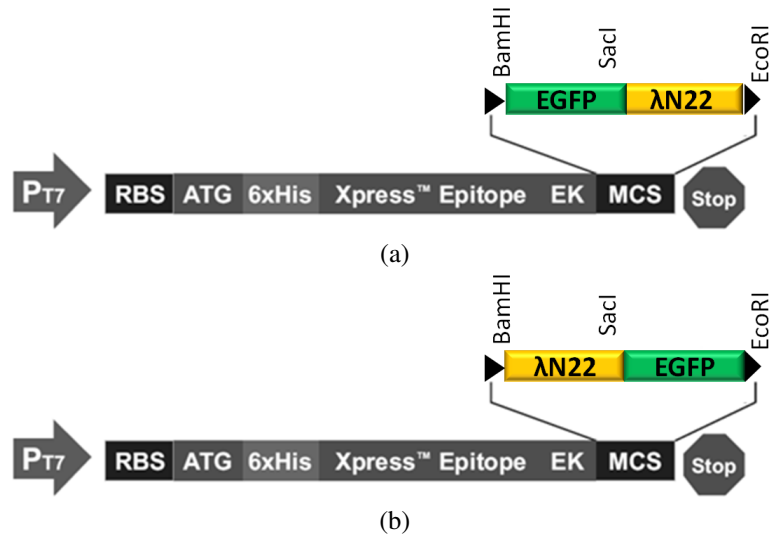 BamHI SacI EcoRI
EGFP λN22
PT7 RBS ATG 6xHis Xpress™ Epitope EK MCS Stop
(a)
BamHI SacI EcoRI
λN22 EGFP
PT7 RBS ATG 6xHis Xpress™ Epitope EK MCS Stop
(b)